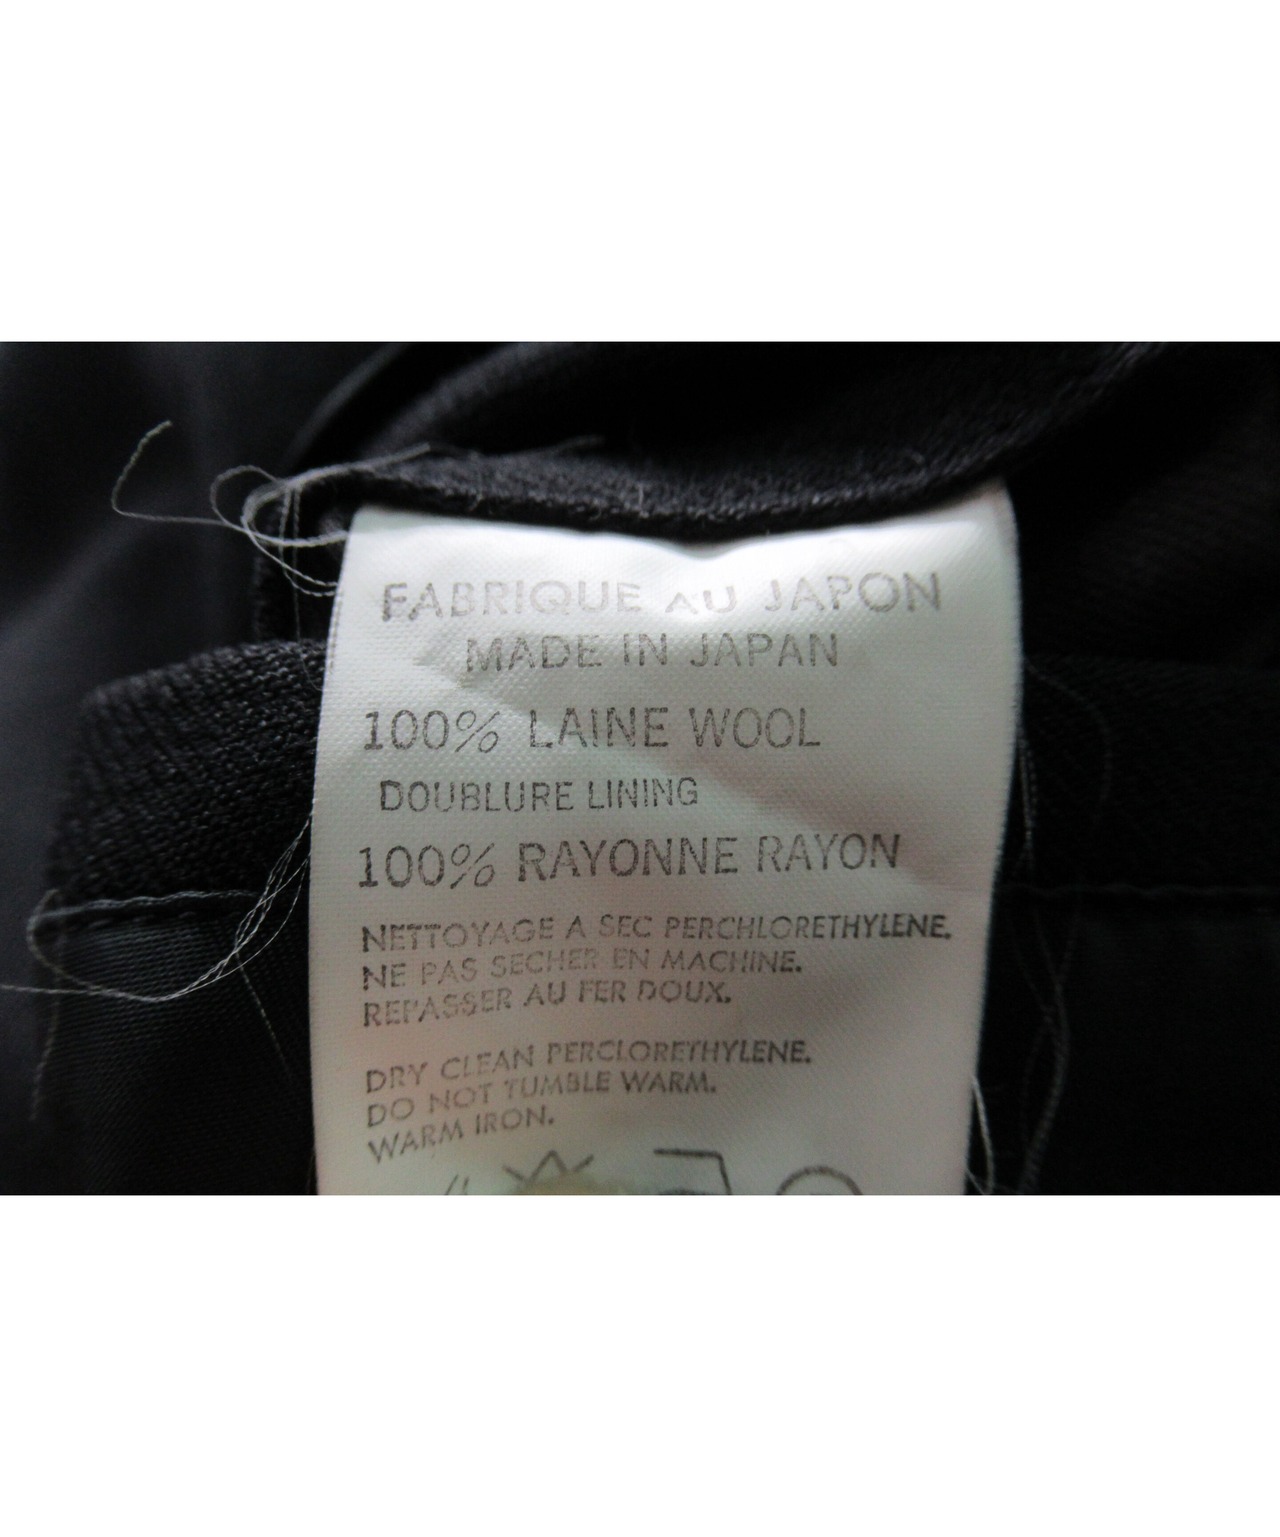 FABRIQUE AU JAPON
MADE IN JAPAN
100% LAINE WOOL
DOUBLURE LINING
100% RAYONNE RAYON
NETTOYAGE A SEC PERCHLORETHYLENE.
NE PAS SECHER EN MACHINE.
REPASSER AU FER DOUX.
DRY CLEAN PERCLORETHYLENE.
DO NOT TUMBLE WARM.
WARM IRON.